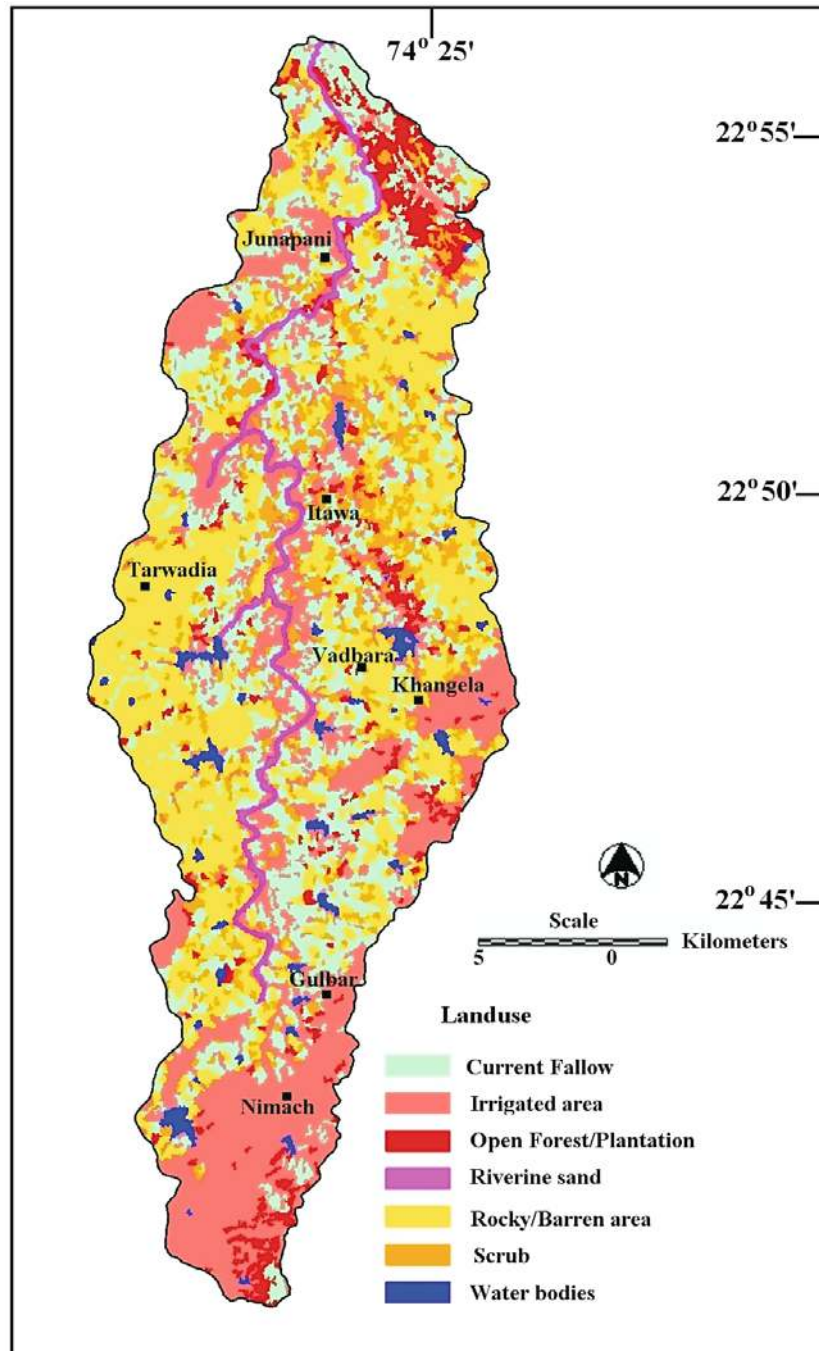 74° 25'
22° 55'
Junapani
22° 50'
Itawa
Tarwadia
Vadbara
Khangela
N
22° 45'
Scale
5 0 Kilometers
Gulbar
Landuse
Current Fallow
Irrigated area
Nimach
Open Forest/Plantation
Riverine sand
Rocky/Barren area
Scrub
Water bodies